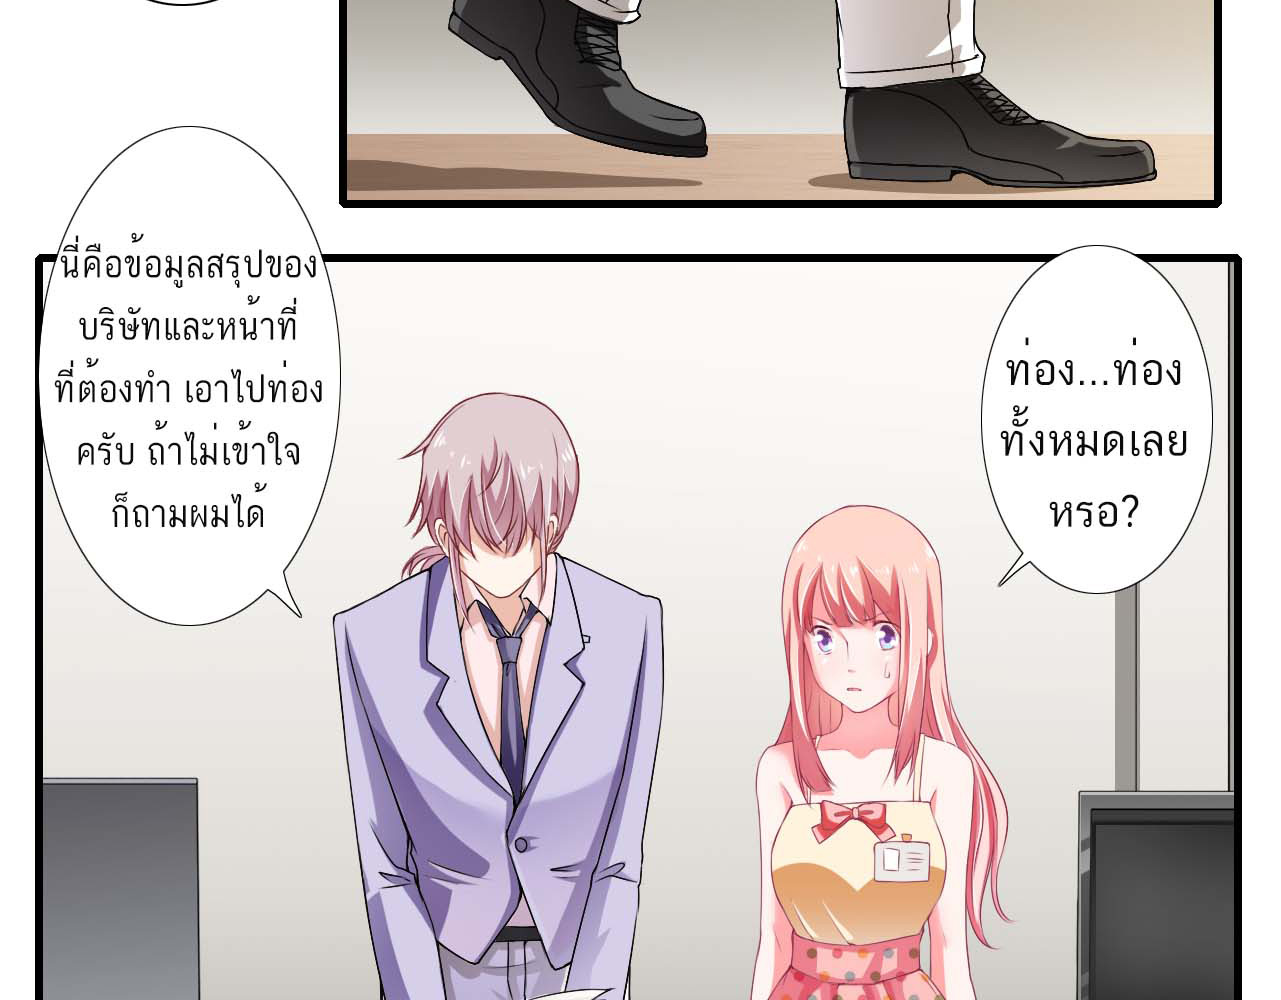 นี่คือข้อมูลสรุปของ
บริษัทและหน้าที่
ที่ต้องทำ เอาไปท่อง
ครับ ถ้าไม่เข้าใจ
ก็ถามผมได้
ท่อง...ท่อง
ทั้งหมดเลย
หรอ?